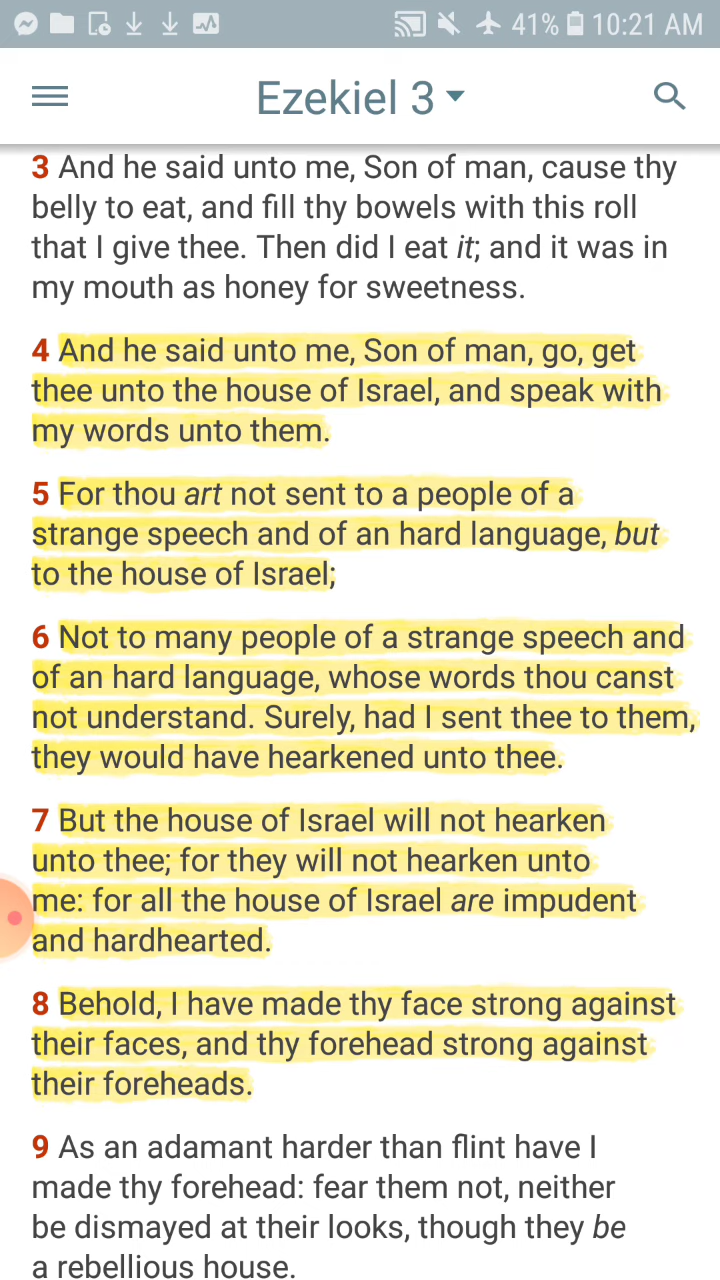 41% 10:21 AM
Ezekiel 3
3 And he said unto me, Son of man, cause thy
belly to eat, and fill thy bowels with this roll
that I give thee. Then did I eat it; and it was in
my mouth as honey for sweetness.
4 And he said unto me, Son of man, go, get
thee unto the house of Israel, and speak with
my words unto them.
5 For thou art not sent to a people of a
strange speech and of an hard language, but
to the house of Israel;
6 Not to many people of a strange speech and
of an hard language, whose words thou canst
not understand. Surely, had I sent thee to them,
they would have hearkened unto thee.
7 But the house of Israel will not hearken
unto thee; for they will not hearken unto
me: for all the house of Israel are impudent
and hardhearted.
8 Behold, I have made thy face strong against
their faces, and thy forehead strong against
their foreheads.
9 As an adamant harder than flint have I
made thy forehead: fear them not, neither
be dismayed at their looks, though they be
a rebellious house.